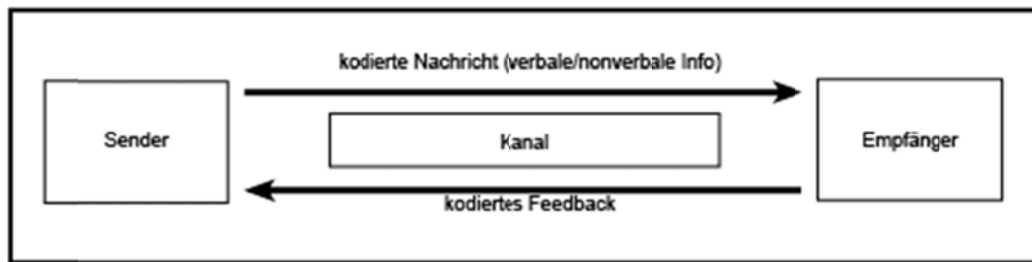 kodierte Nachricht (verbale/nonverbale Info)
Sender
Kanal
Empfänger
kodiertes Feedback